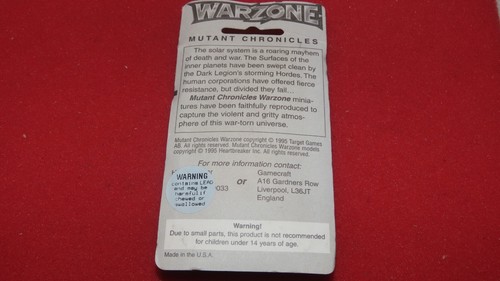 WARZONE
MUTANT CHRONICLES
The solar system is a roaring mayhem
of death and war. The Surfaces of the
inner planets have been swept clean by
the Dark Legion's storming Hordes. The
human corporations have offered fierce
resistance, but divided they fall...
Mutant Chronicles Warzone minia-
tures have been faithfully reproduced to
capture the violent and gritty atmos-
phere of this war-torn universe.
Mutant Chronicles Warzone copyright © 1995 Target Games
AB. All rights reserved. Mutant Chronicles Warzone models
copyright © 1995 Heartbreaker Inc. All rights reserved.
For more information contact:
WARNING
Contains LEAD
and may be
harmful if
chewed or
swallowed
033
or
Gamecraft
A16 Gardners Row
Liverpool, L36JT
England
Warning!
Due to small parts, this product is not recommended
for children under 14 years of age.
Made in the U.S.A.